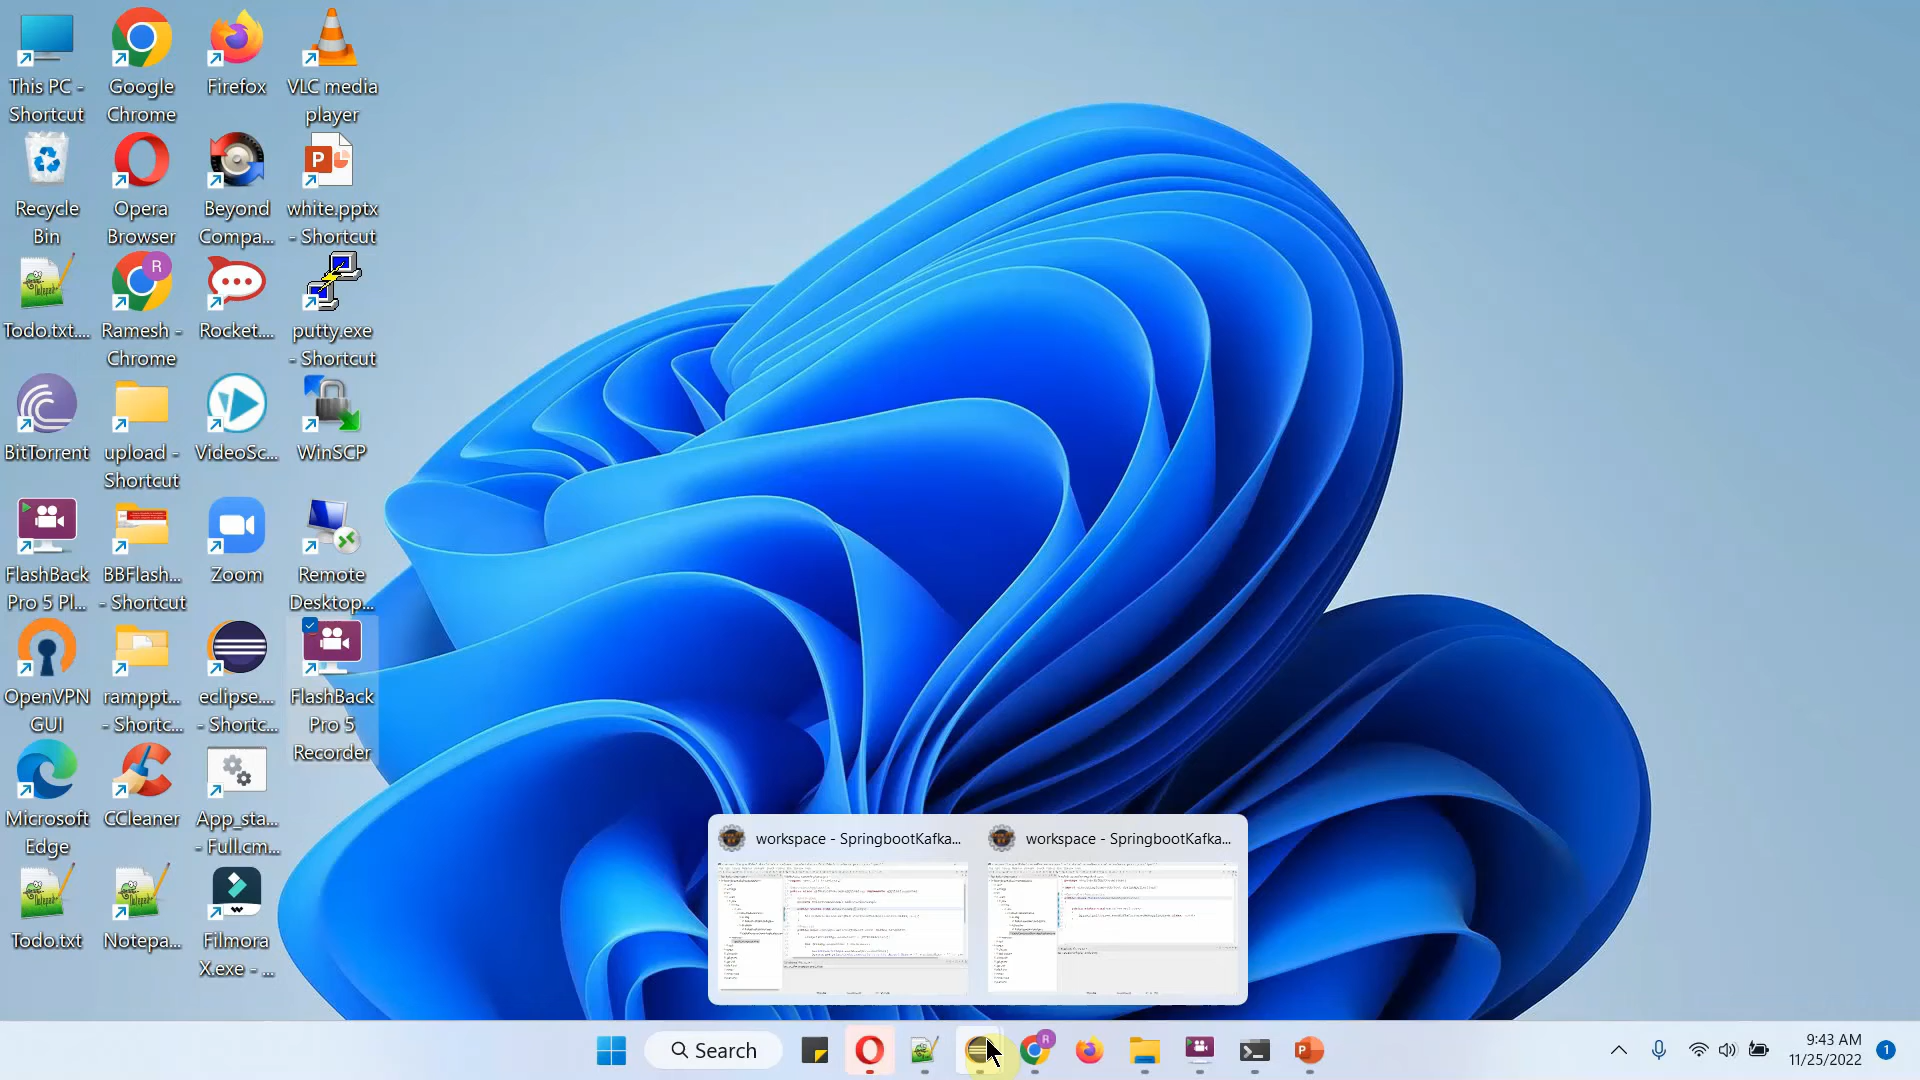 This PC -
Shortcut
Google
Chrome
Firefox
VLC media
player
Recycle
Bin
Opera
Browser
Beyond
Compa...
white.pptx
- Shortcut
Todo.txt....
Ramesh -
Chrome
Rocket....
putty.exe
- Shortcut
BitTorrent
upload -
Shortcut
VideoSc...
WinSCP
FlashBack
Pro 5 Pl...
BBFlash...
- Shortcut
Zoom
Remote
Desktop...
OpenVPN
GUI
ramppt...
- Shortc...
eclipse....
- Shortc...
FlashBack
Pro 5
Recorder
Microsoft
Edge
CCleaner
App_sta...
- Full.cm...
Todo.txt
Notepa...
Filmora
X.exe - ...
workspace - SpringbootKafka...
workspace - SpringbootKafka...
Search
R
9:43 AM
11/25/2022
1